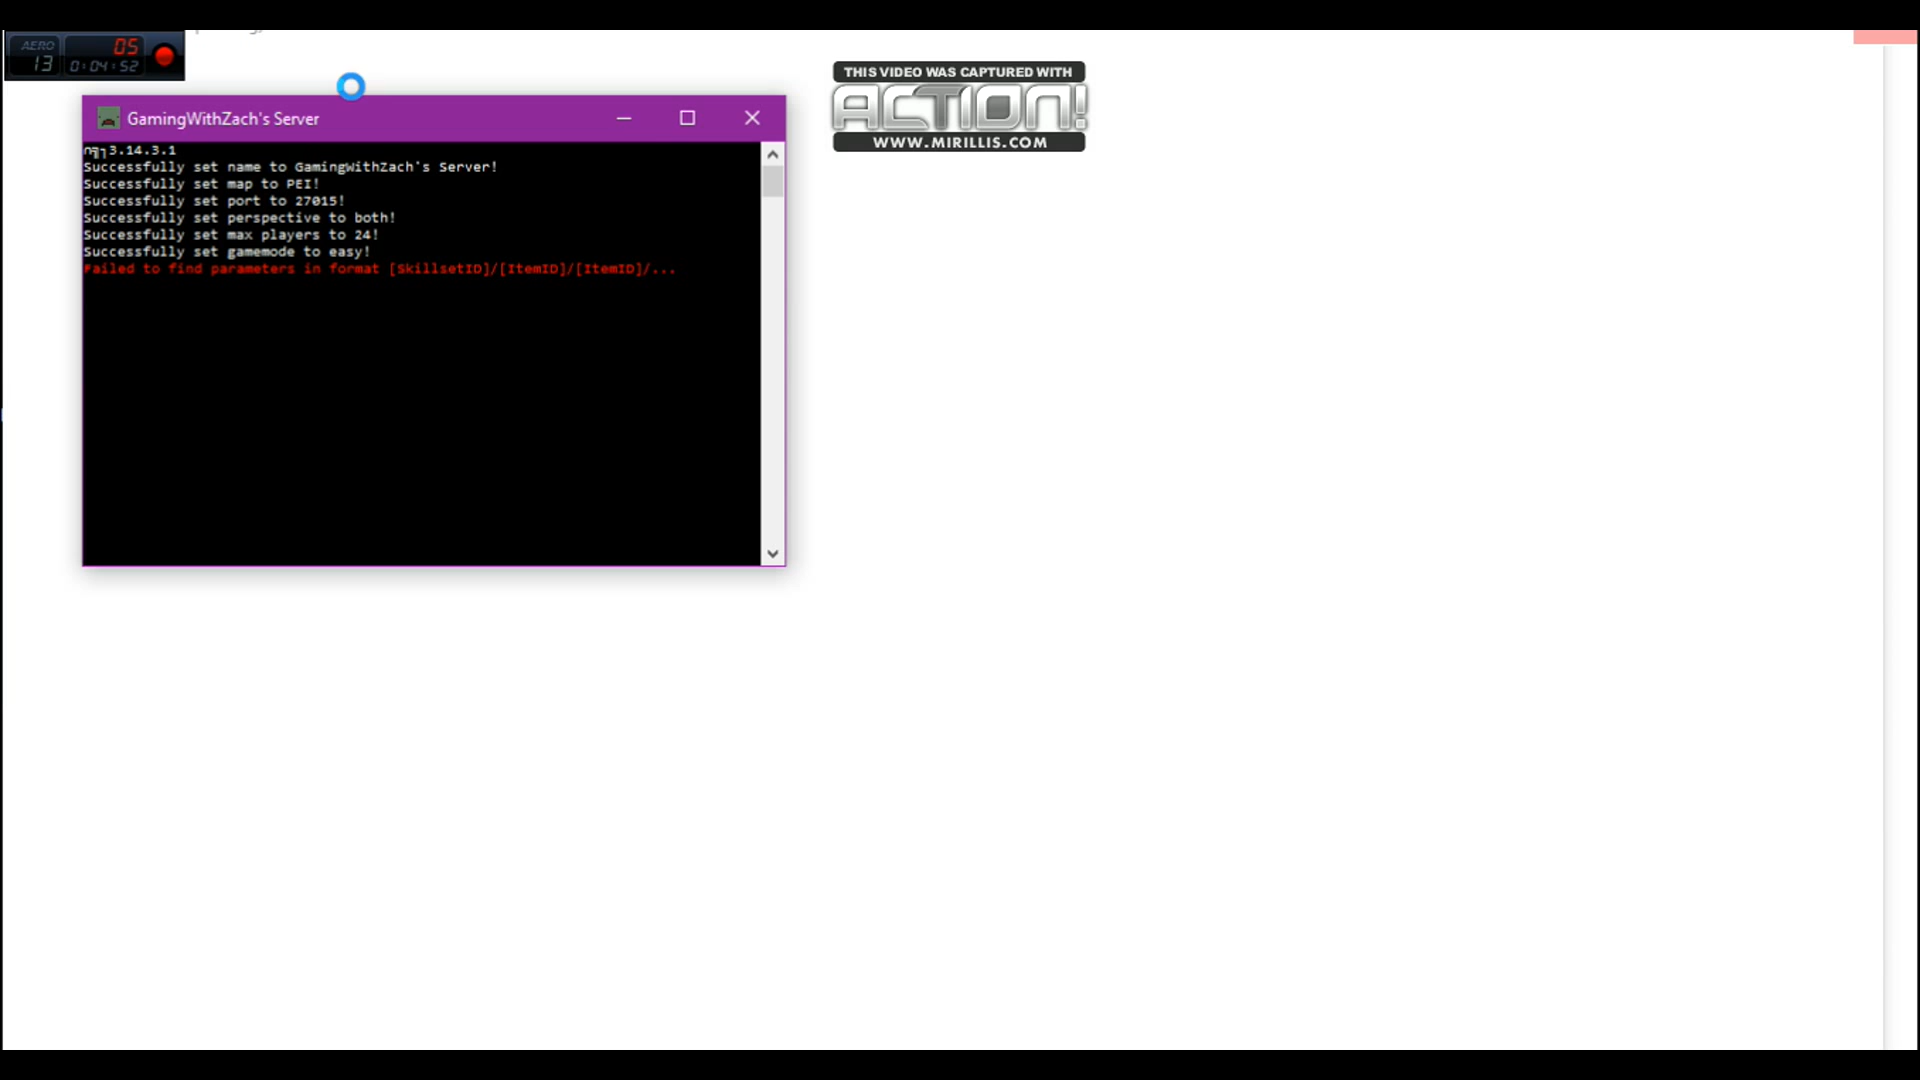 AERO
13
05
0:04:52
THIS VIDEO WAS CAPTURED WITH
ACTION!
WWW.MIRILLIS.COM
GamingWithZach's Server
3.14.3.1
Successfully set name to GamingWithZach's Server!
Successfully set map to PEI!
Successfully set port to 27015!
Successfully set perspective to both!
Successfully set max players to 24!
Successfully set gamemode to easy!
Failed to find parameters in format [SkillsetID]/[ItemID]/[ItemID]/...